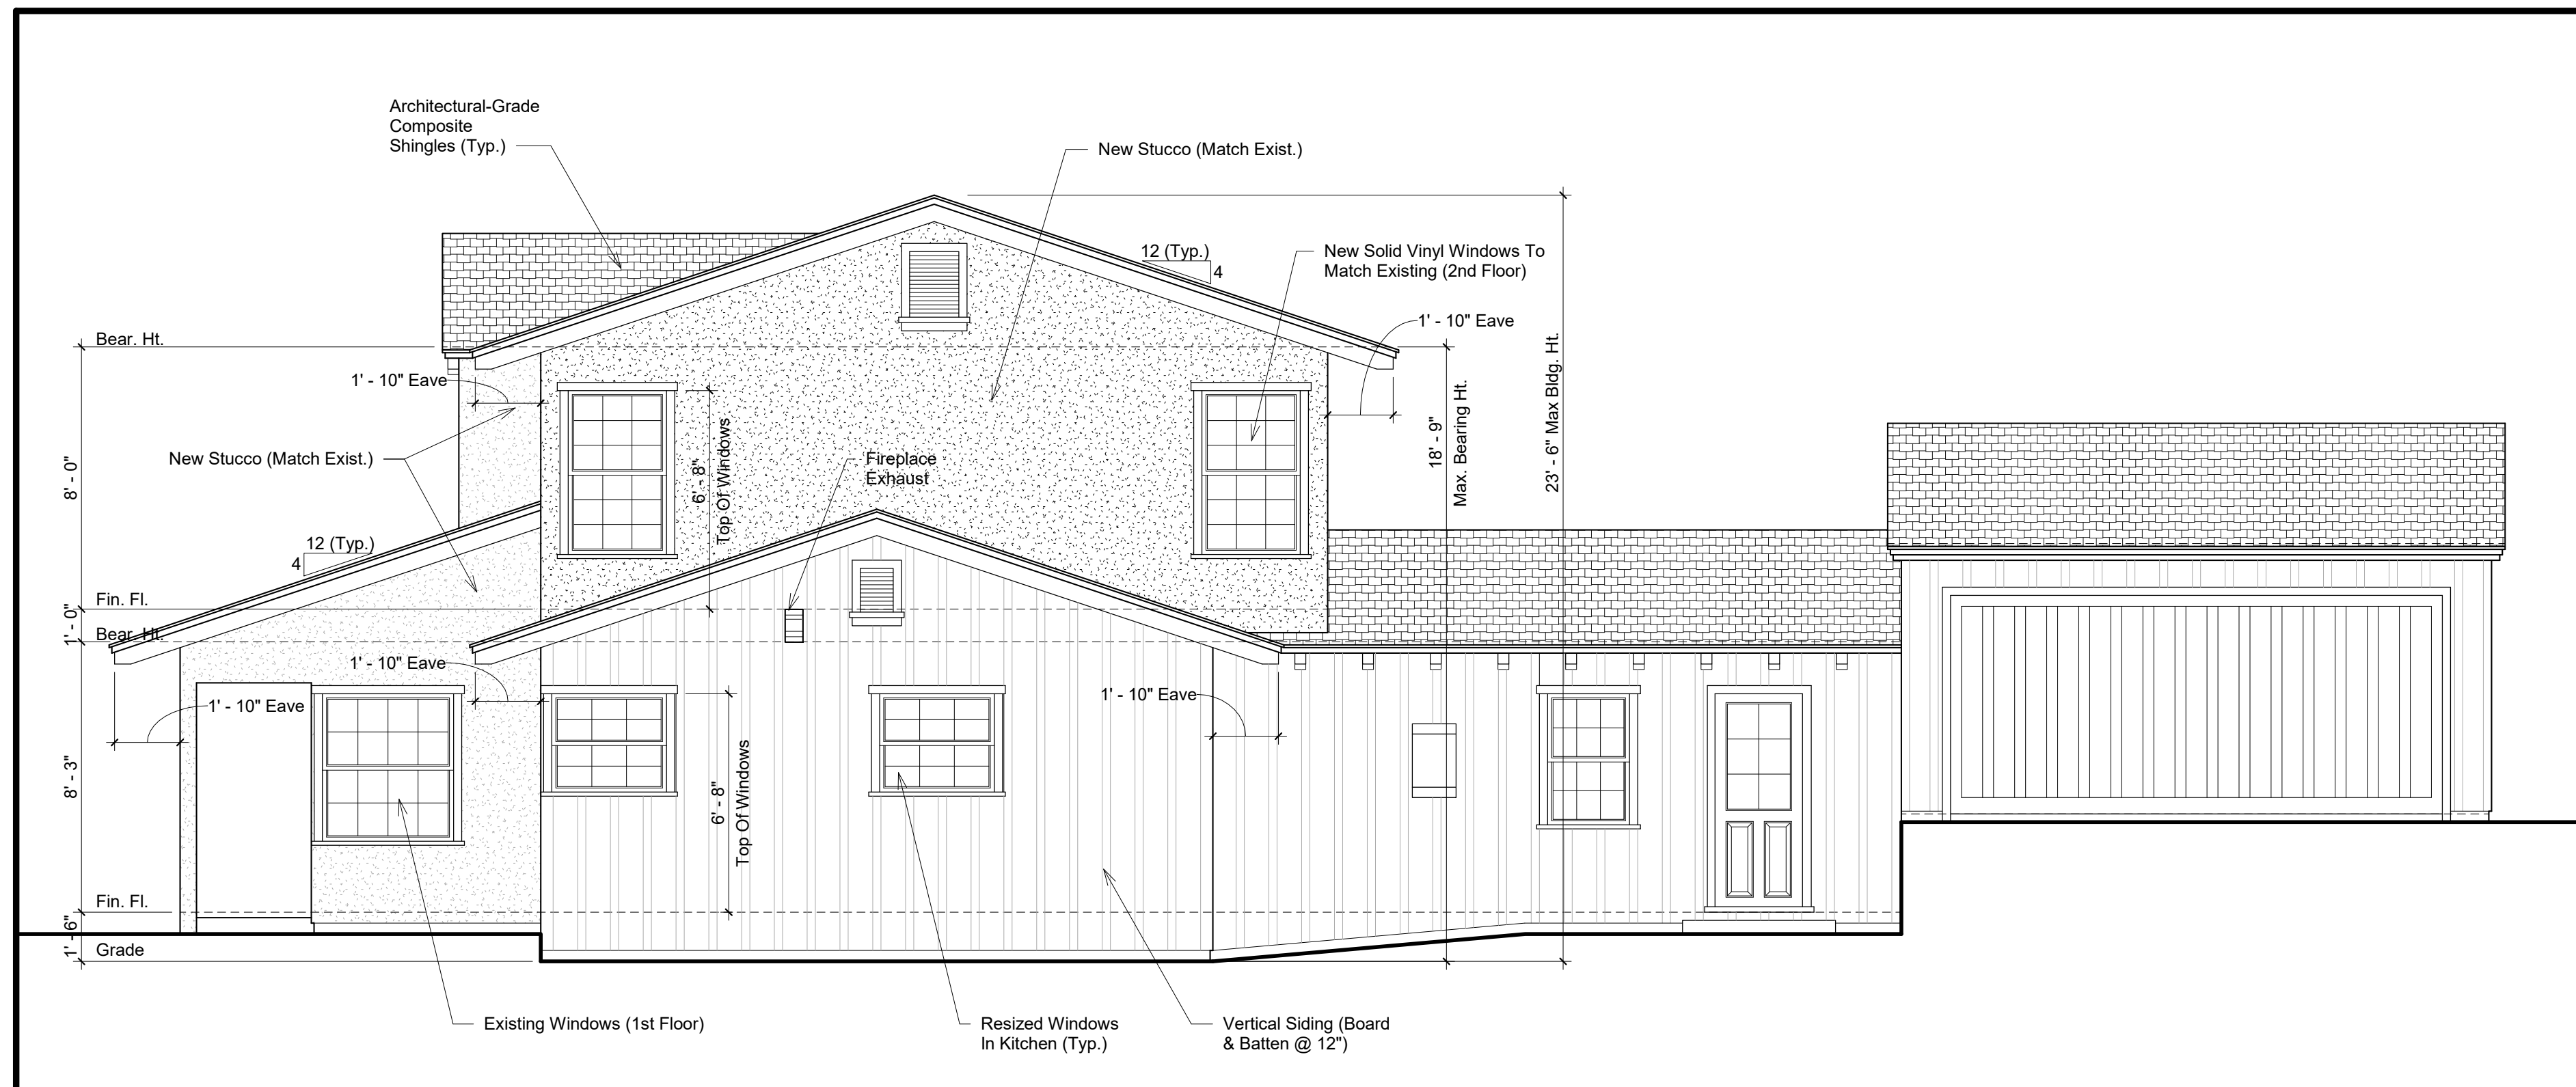 Architectural-Grade
Composite
Shingles (Typ.)
New Stucco (Match Exist.)
12 (Typ.)
4
New Solid Vinyl Windows To
Match Existing (2nd Floor)
Bear. Ht.
1' - 10" Eave
1' - 10" Eave
New Stucco (Match Exist.)
8' - 0"
6' - 8"
Top Of Windows
Fireplace
Exhaust
18' - 9"
Max. Bearing Ht.
23' - 6" Max Bldg. Ht.
12 (Typ.)
4
Fin. Fl.
1' - 0"
Bear. Ht.
1' - 10" Eave
1' - 10" Eave
1' - 10" Eave
8' - 3"
6' - 8"
Top Of Windows
Fin. Fl.
1' - 6"
Grade
Existing Windows (1st Floor)
Resized Windows
In Kitchen (Typ.)
Vertical Siding (Board
& Batten @ 12")